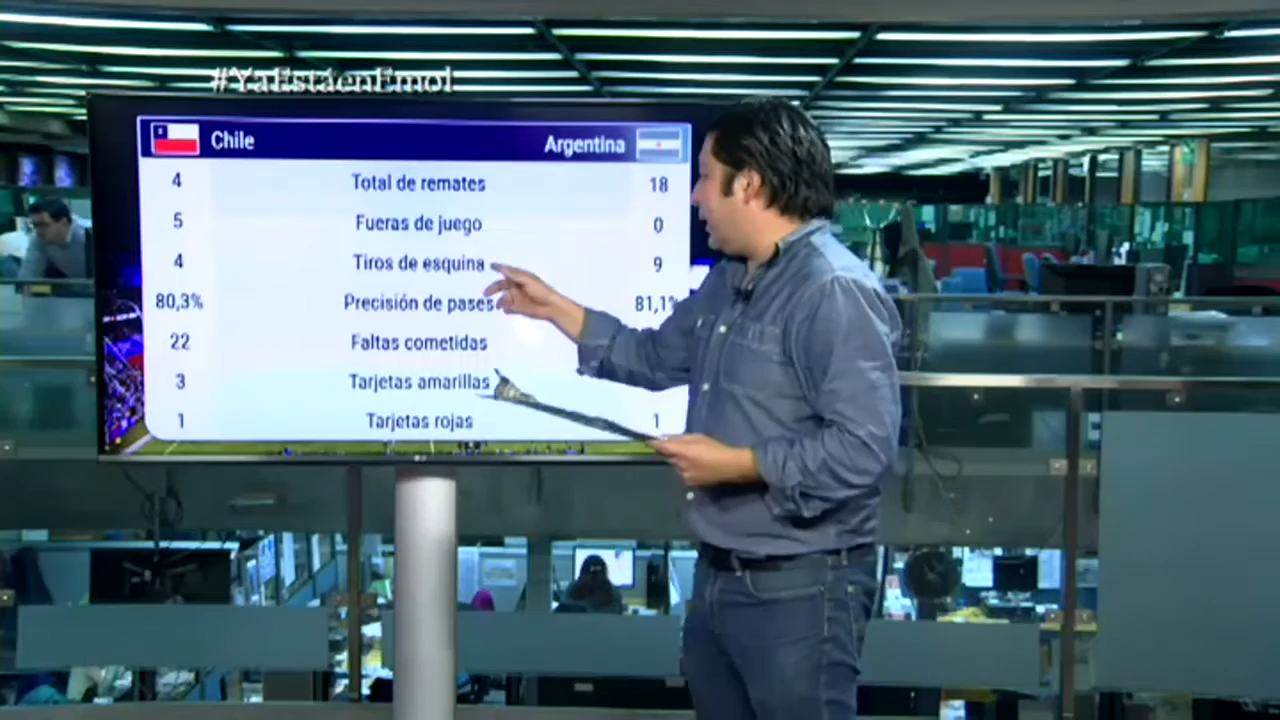 #YaEstáenEmol
Chile Argentina
4 Total de remates 18
5 Fueras de juego 0
4 Tiros de esquina 9
80,3% Precisión de pases 81,1%
22 Faltas cometidas
3 Tarjetas amarillas
1 Tarjetas rojas 1